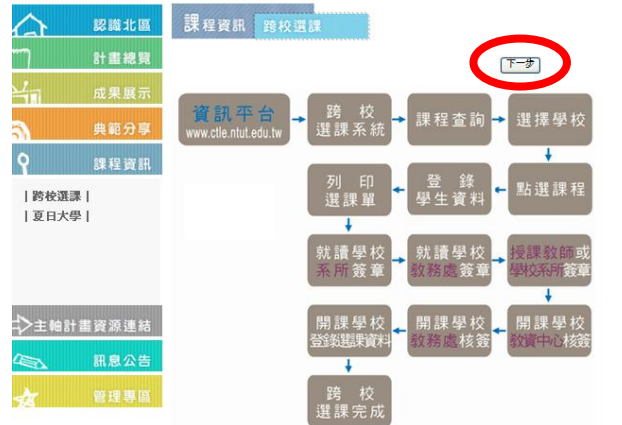 認識北區
計畫總覽
成果展示
典範分享
課程資訊
|跨校選課|
|夏日大學|
主軸計畫資源連結
訊息公告
管理專區
課程資訊 跨校選課
下一步
資訊平台
www.ctle.ntut.edu.tw
跨校
選課系統
課程查詢
選擇學校
點選課程
登錄
學生資料
列印
選課單
就讀學校
系所簽章
就讀學校
教務處簽章
授課教師或
學校系所簽章
開課學校
教資中心核簽
開課學校
教務處核簽
開課學校
登錄選課資料
跨校
選課完成